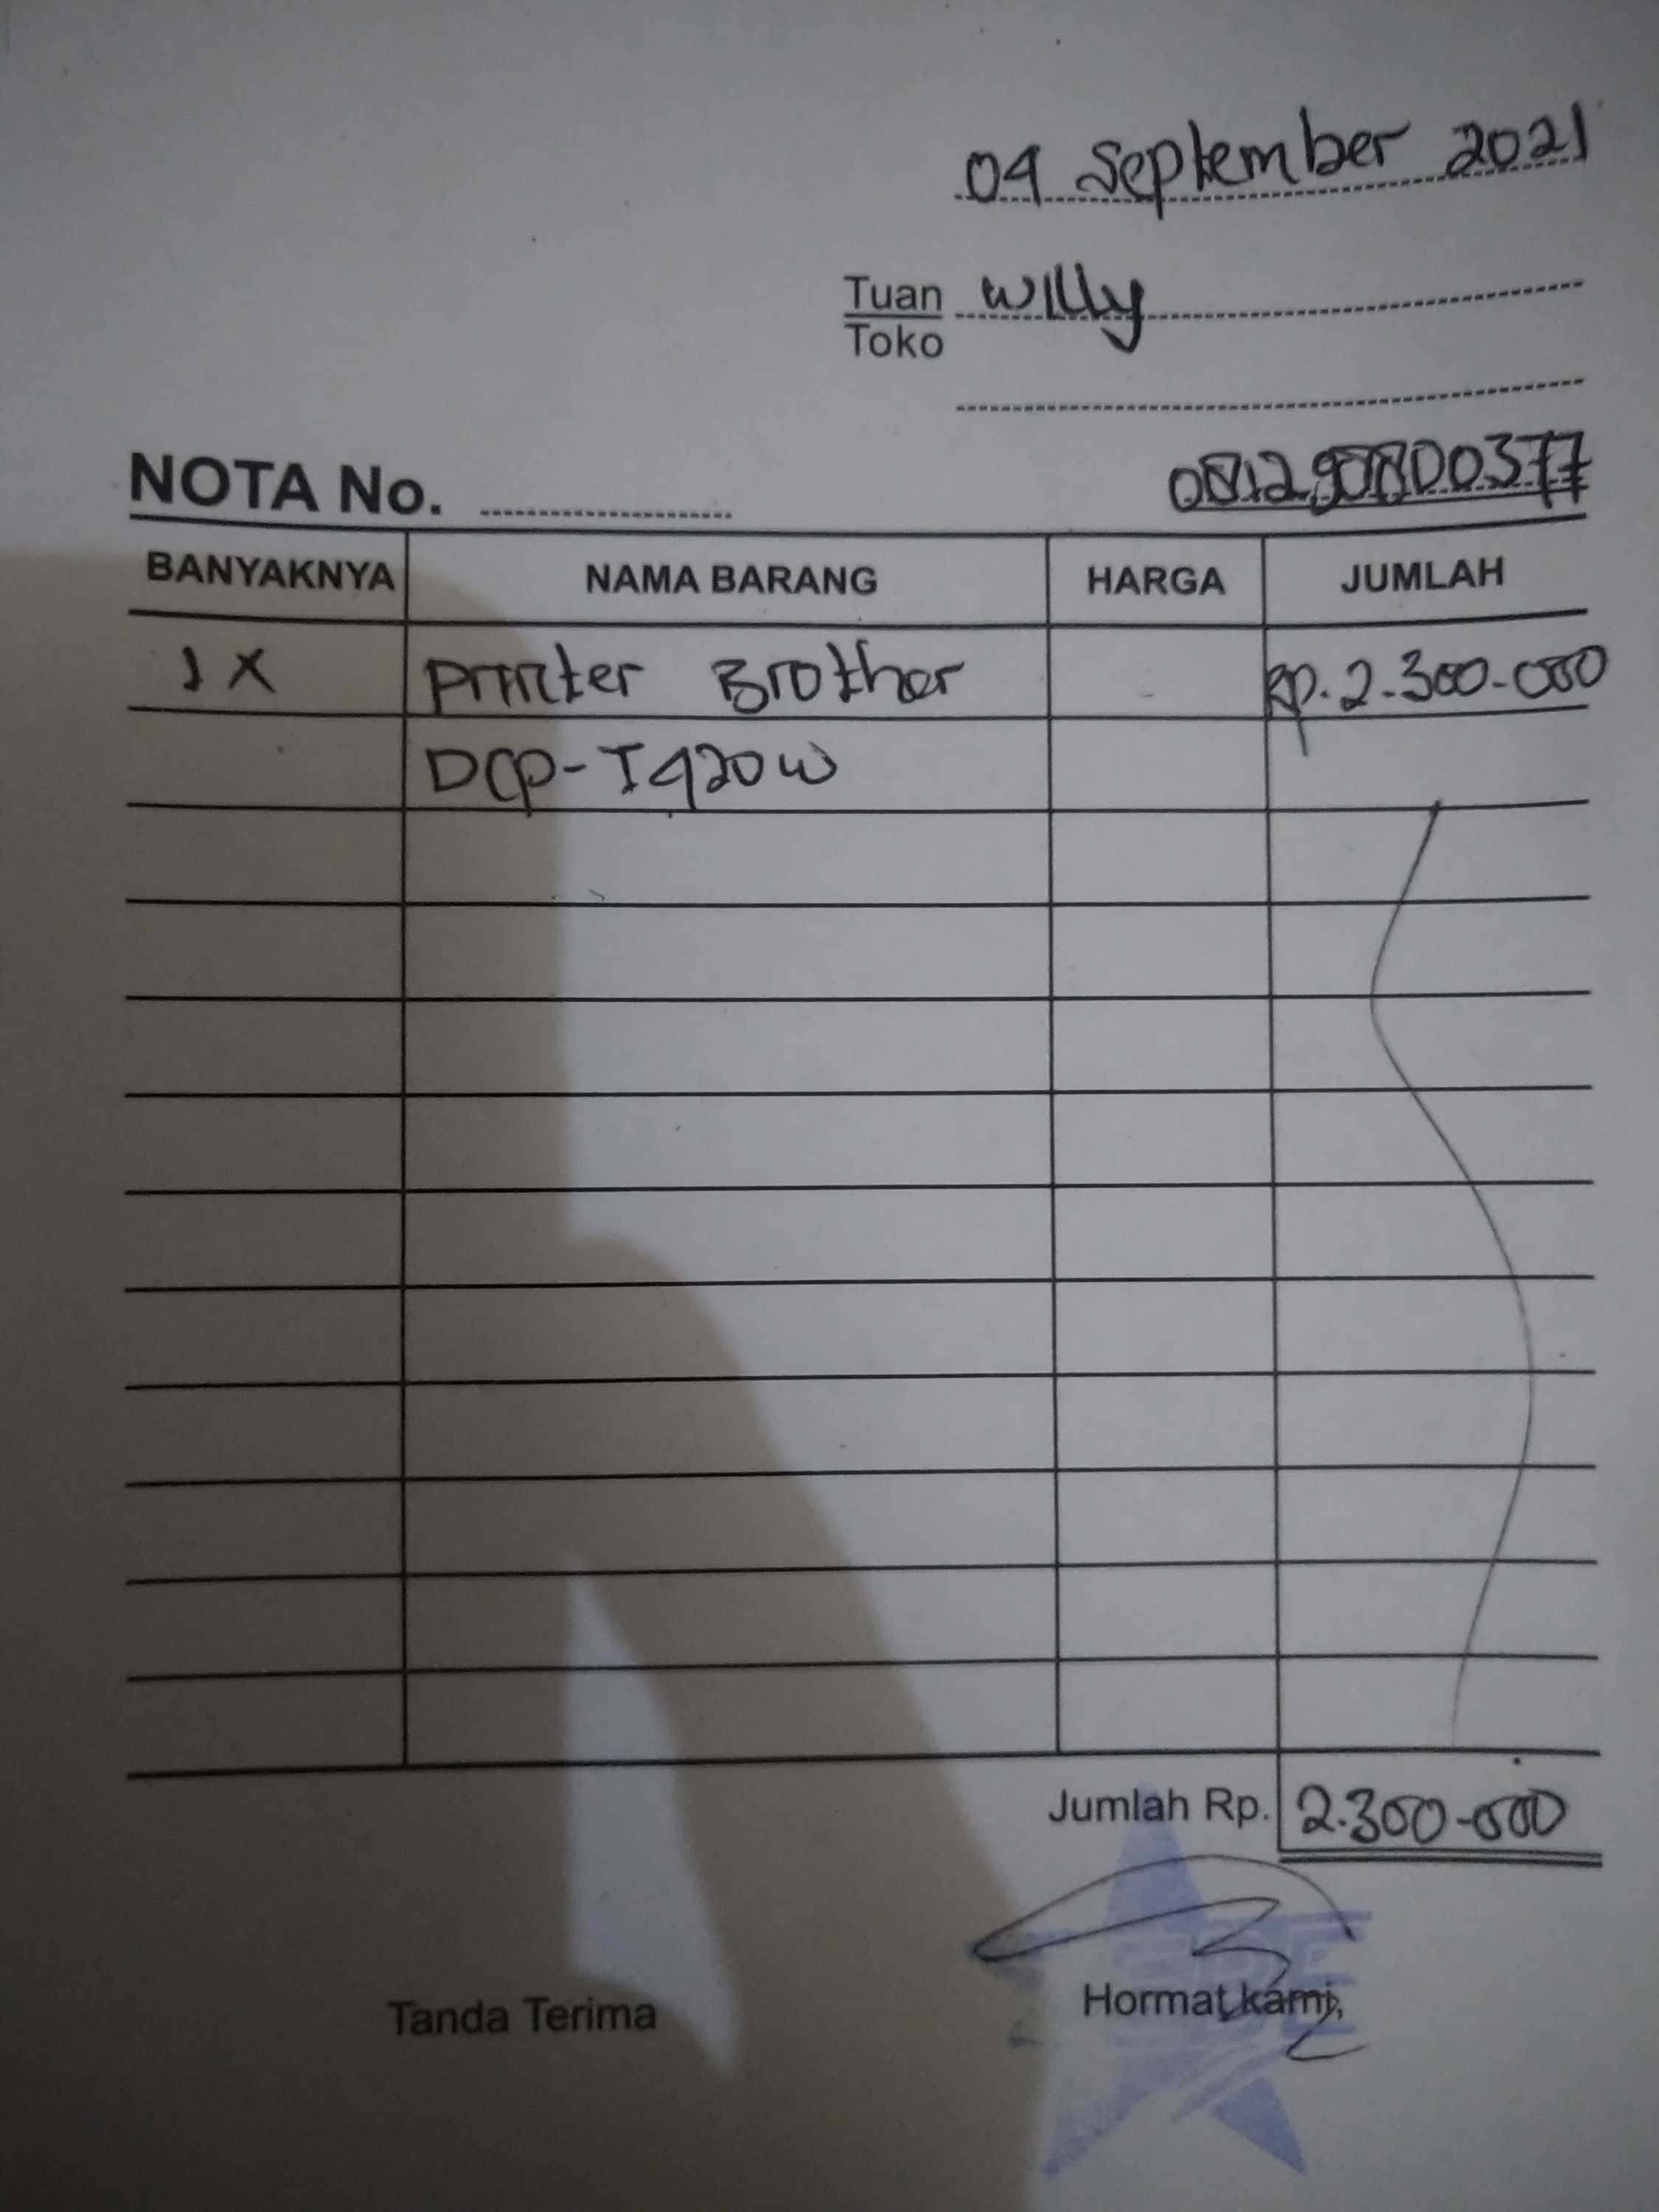 04 September 2021
Tuan Willy
Toko
NOTA No.
081290800377
BANYAKNYA NAMA BARANG HARGA JUMLAH
1 X Printer Brother Rp. 2.300.000
DCP-T420W
Jumlah Rp. 2.300.000
Tanda Terima Hormat kami,